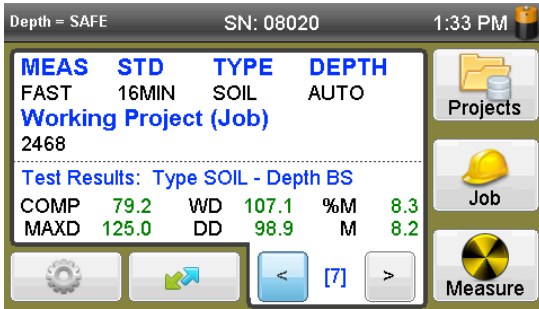 Depth = SAFE SN: 08020 1:33 PM
MEAS STD TYPE DEPTH
FAST 16MIN SOIL AUTO
Working Project (Job)
2468
Test Results: Type SOIL - Depth BS
COMP 79.2 WD 107.1 %M 8.3
MAXD 125.0 DD 98.9 M 8.2
< [7] >
Projects
Job
Measure